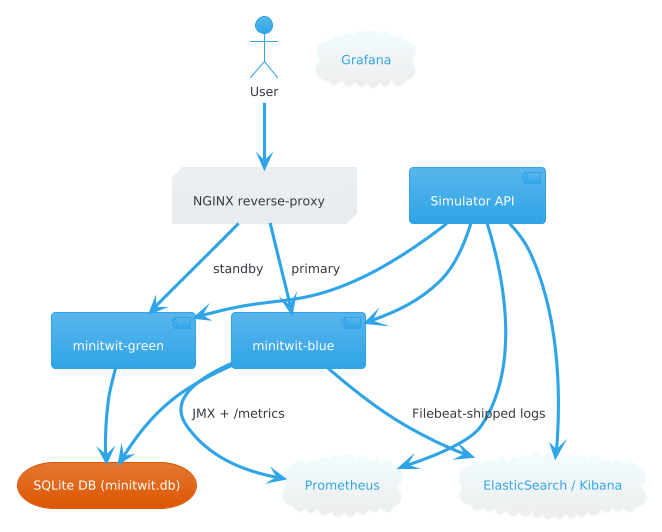 Grafana
User
NGINX reverse-proxy
Simulator API
standby
primary
minitwit-green
minitwit-blue
JMX + /metrics
Filebeat-shipped logs
SQLite DB (minitwit.db)
Prometheus
ElasticSearch / Kibana